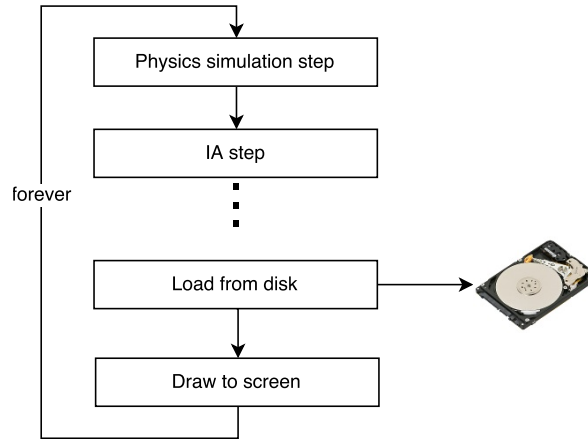 Physics simulation step
IA step
forever
Load from disk
Draw to screen